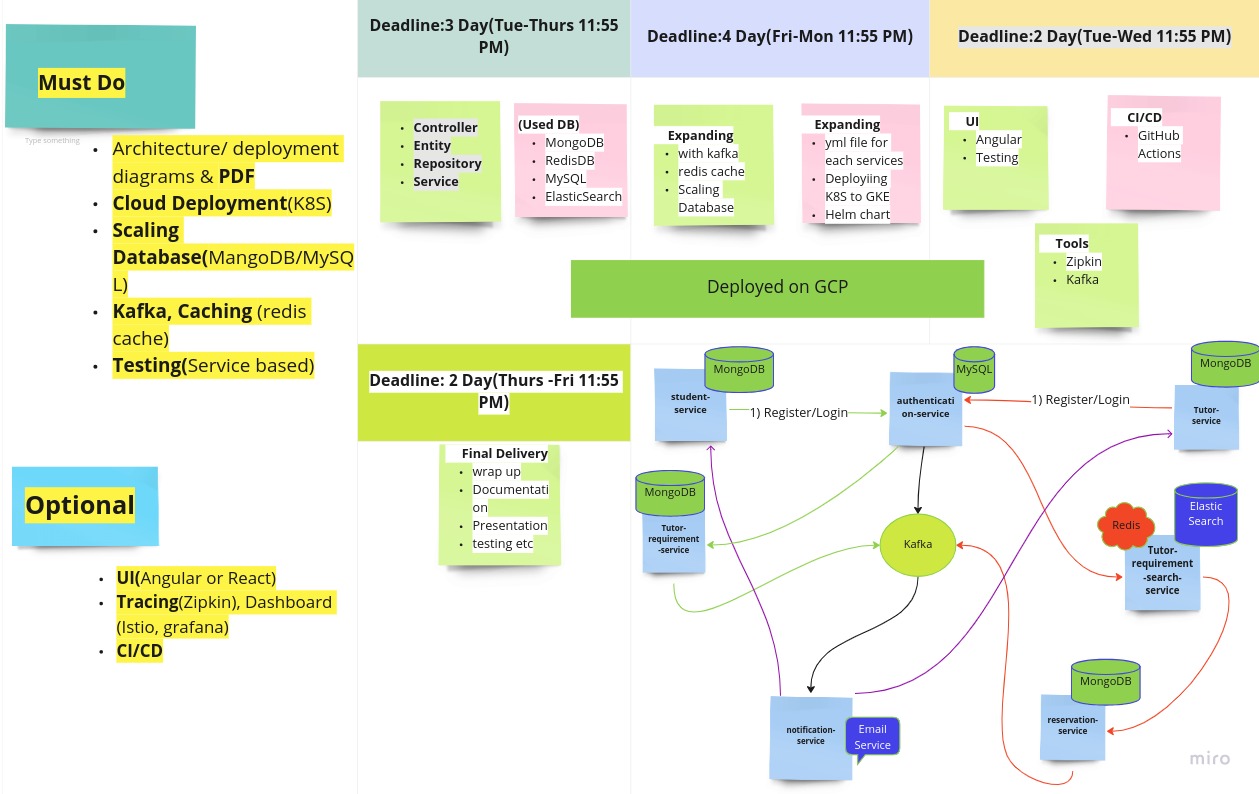 Must Do
Type something
Architecture/ deployment
diagrams & PDF
Cloud Deployment(K8S)
Scaling
Database(MangoDB/MySQ
L)
Kafka, Caching (redis
cache)
Testing(Service based)
Optional
UI(Angular or React)
Tracing(Zipkin), Dashboard
(Istio, grafana)
CI/CD
Deadline:3 Day(Tue-Thurs 11:55
PM)
Controller
Entity
Repository
Service
(Used DB)
MongoDB
RedisDB
MySQL
ElasticSearch
Deadline:4 Day(Fri-Mon 11:55 PM)
Expanding
with kafka
redis cache
Scaling
Database
Expanding
yml file for
each services
Deployiing
K8S to GKE
Helm chart
Deadline:2 Day(Tue-Wed 11:55 PM)
UI
Angular
Testing
CI/CD
GitHub
Actions
Tools
Zipkin
Kafka
Deployed on GCP
Deadline: 2 Day(Thurs -Fri 11:55
PM)
Final Delivery
wrap up
Documentati
on
Presentation
testing etc
MongoDB
student-
service
1) Register/Login
MySQL
authenticati
on-service
1) Register/Login
MongoDB
Tutor-
service
MongoDB
Tutor-
requirement
-service
Kafka
Redis
Elastic
Search
Tutor-
requirement
-search-
service
notification-
service
Email
Service
MongoDB
reservation-
service
miro